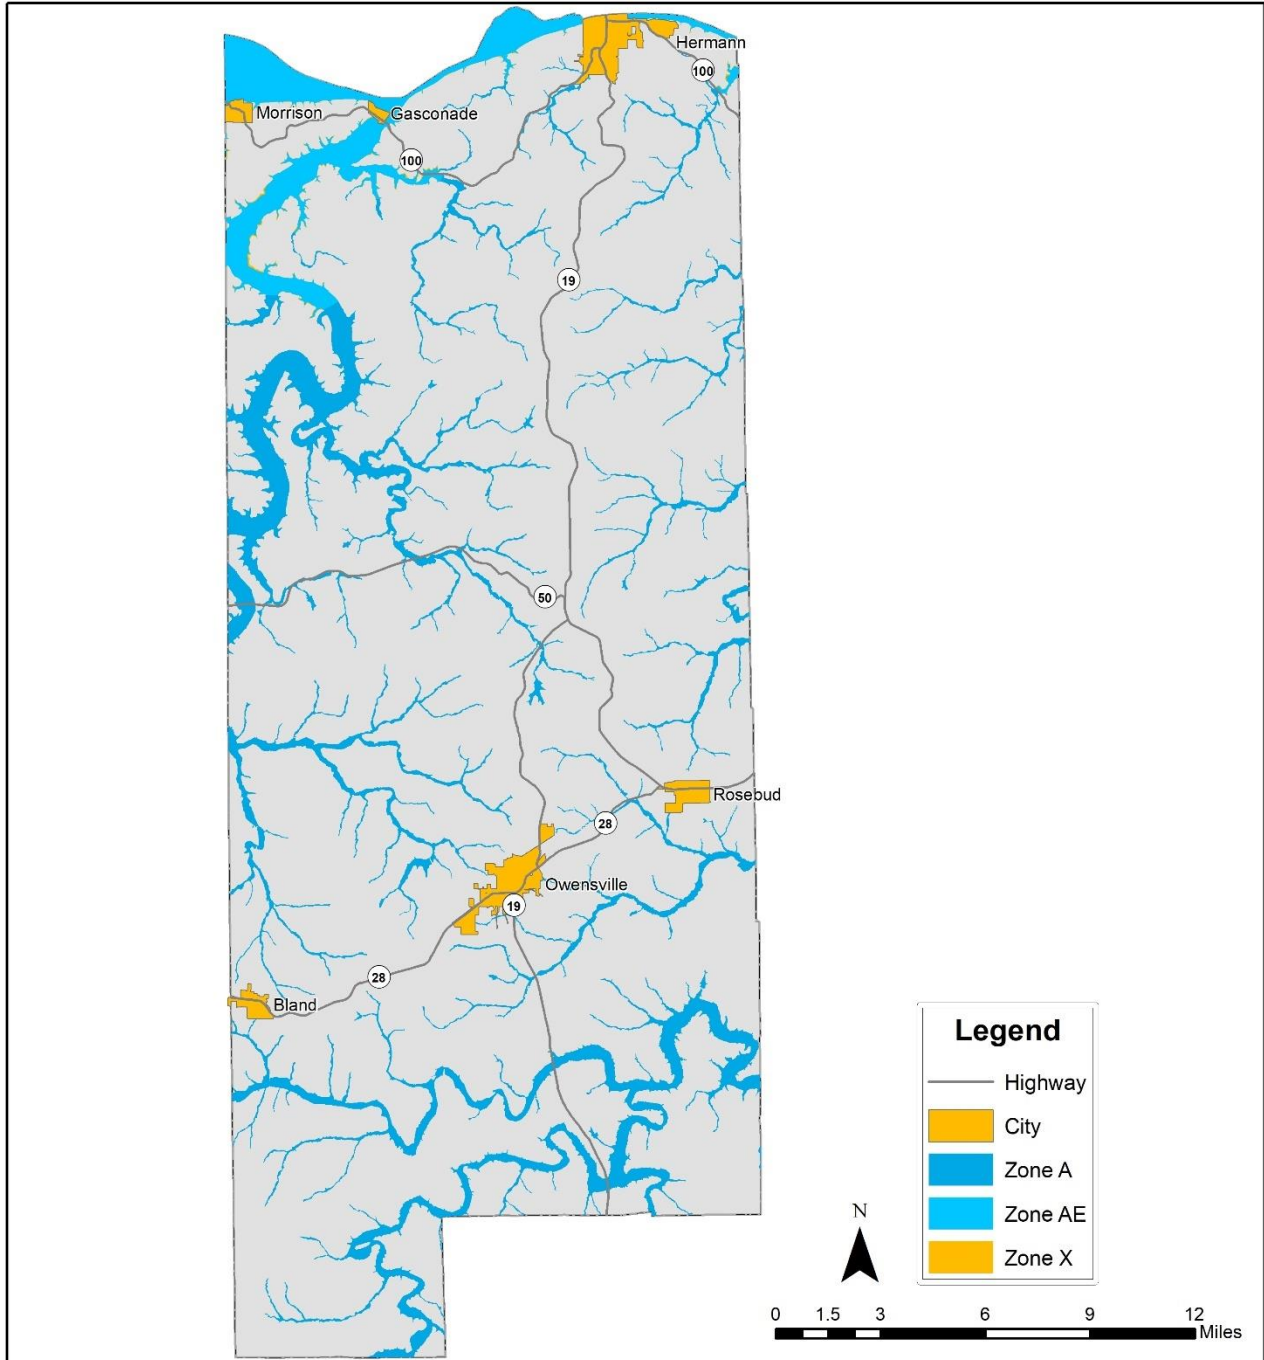 Hermann
100
Morrison
Gasconade
100
19
50
Rosebud
28
Owensville
19
28
Bland
Legend
Highway
City
Zone A
Zone AE
Zone X
N
0 1.5 3 6 9 12
Miles